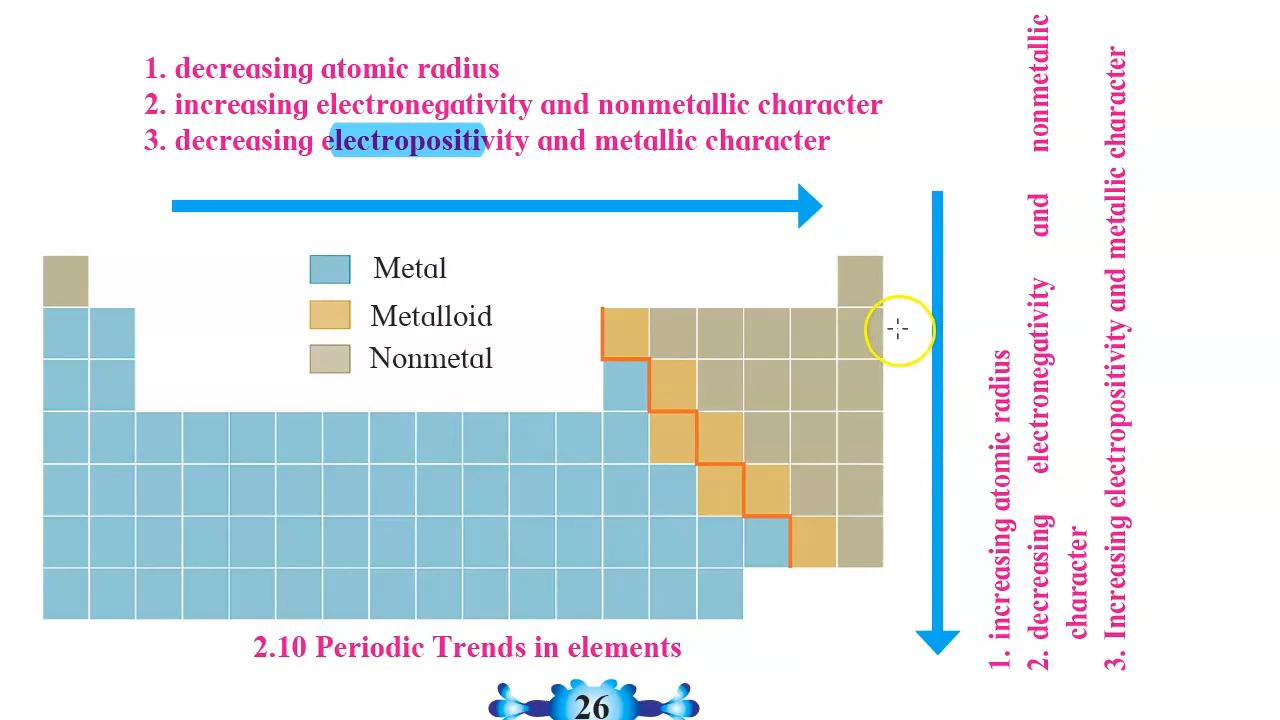 1. decreasing atomic radius
2. increasing electronegativity and nonmetallic character
3. decreasing electropositivity and metallic character
Metal
Metalloid
Nonmetal
1. increasing atomic radius
2. decreasing electronegativity and nonmetallic
character
3. Increasing electropositivity and metallic character
2.10 Periodic Trends in elements
26